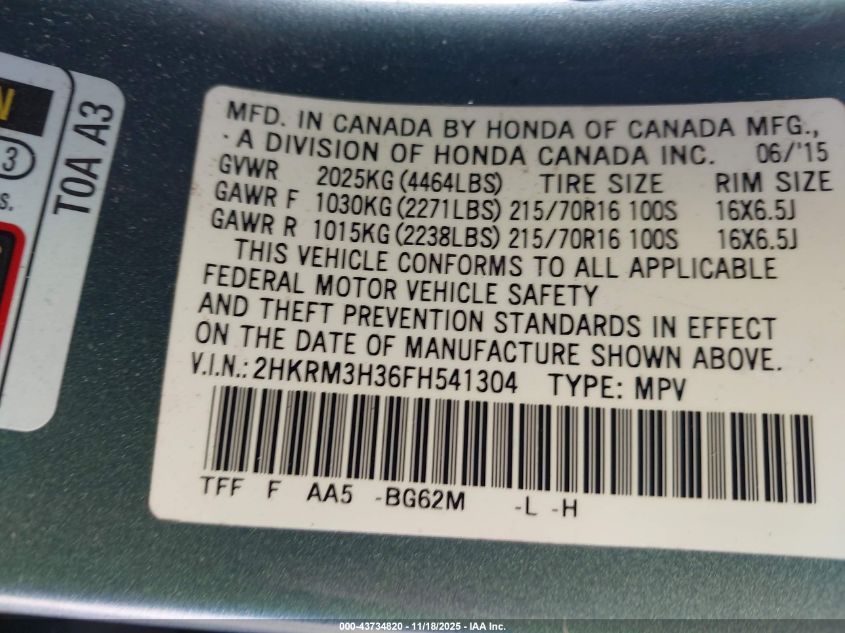 N
3
S.
T0A A3
MFD. IN CANADA BY HONDA OF CANADA MFG.,
A DIVISION OF HONDA CANADA INC. 06/'15
GVWR 2025KG (4464LBS) TIRE SIZE RIM SIZE
GAWR F 1030KG (2271LBS) 215/70R16 100S 16X6.5J
GAWR R 1015KG (2238LBS) 215/70R16 100S 16X6.5J
THIS VEHICLE CONFORMS TO ALL APPLICABLE
FEDERAL MOTOR VEHICLE SAFETY
AND THEFT PREVENTION STANDARDS IN EFFECT
ON THE DATE OF MANUFACTURE SHOWN ABOVE.
V.I.N.: 2HKRM3H36FH541304 TYPE: MPV
TFF F AA5 -BG62M -L -H
000-43734820 — 11/18/2025 - IAA Inc.